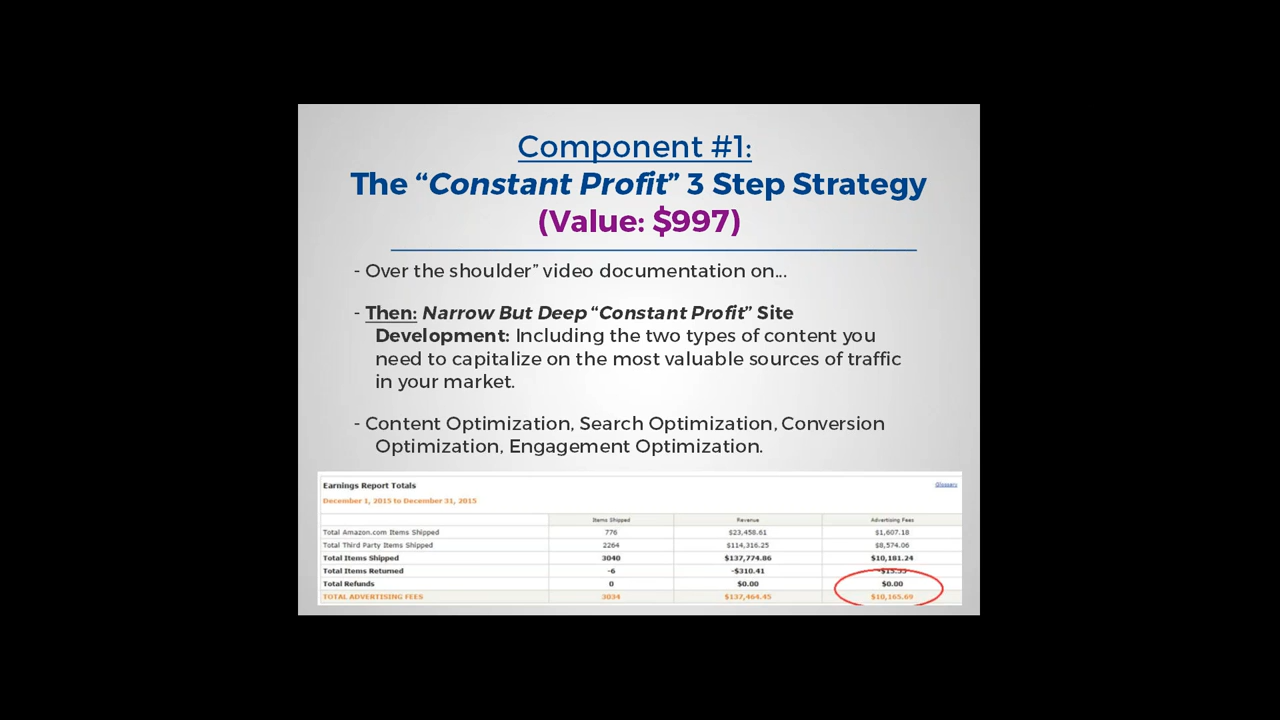 Component #1:
The “Constant Profit” 3 Step Strategy
(Value: $997)
- Over the shoulder” video documentation on...
- Then: Narrow But Deep “Constant Profit” Site
Development: Including the two types of content you
need to capitalize on the most valuable sources of traffic
in your market.
- Content Optimization, Search Optimization, Conversion
Optimization, Engagement Optimization.
Earnings Report Totals
Glossary
December 1, 2015 to December 31, 2015
Items Shipped Revenue Advertising Fees
Total Amazon.com Items Shipped 776 $23,458.61 $1,607.18
Total Third Party Items Shipped 2264 $114,316.25 $8,574.06
Total Items Shipped 3040 $137,774.86 $10,181.24
Total Items Returned -6 -$310.41 -$15.55
Total Refunds 0 $0.00 $0.00
TOTAL ADVERTISING FEES 3034 $137,464.45 $10,165.69